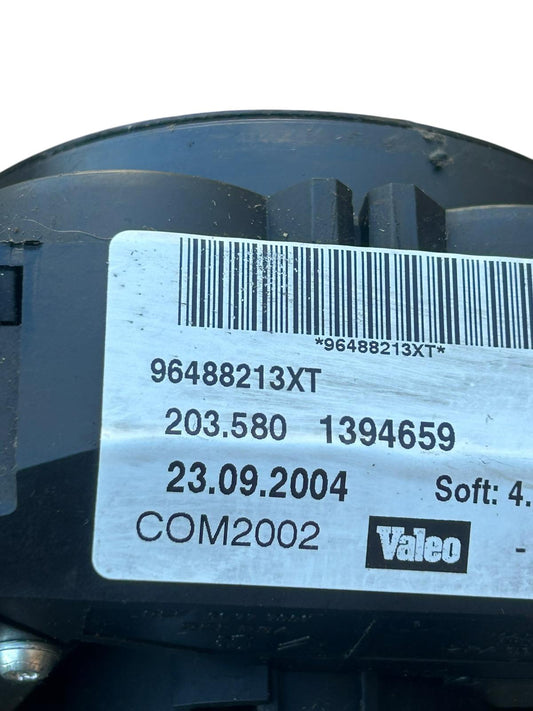 *96488213XT*
96488213XT
203.580 1394659
23.09.2004 Soft: 4.
COM2002 Valeo -